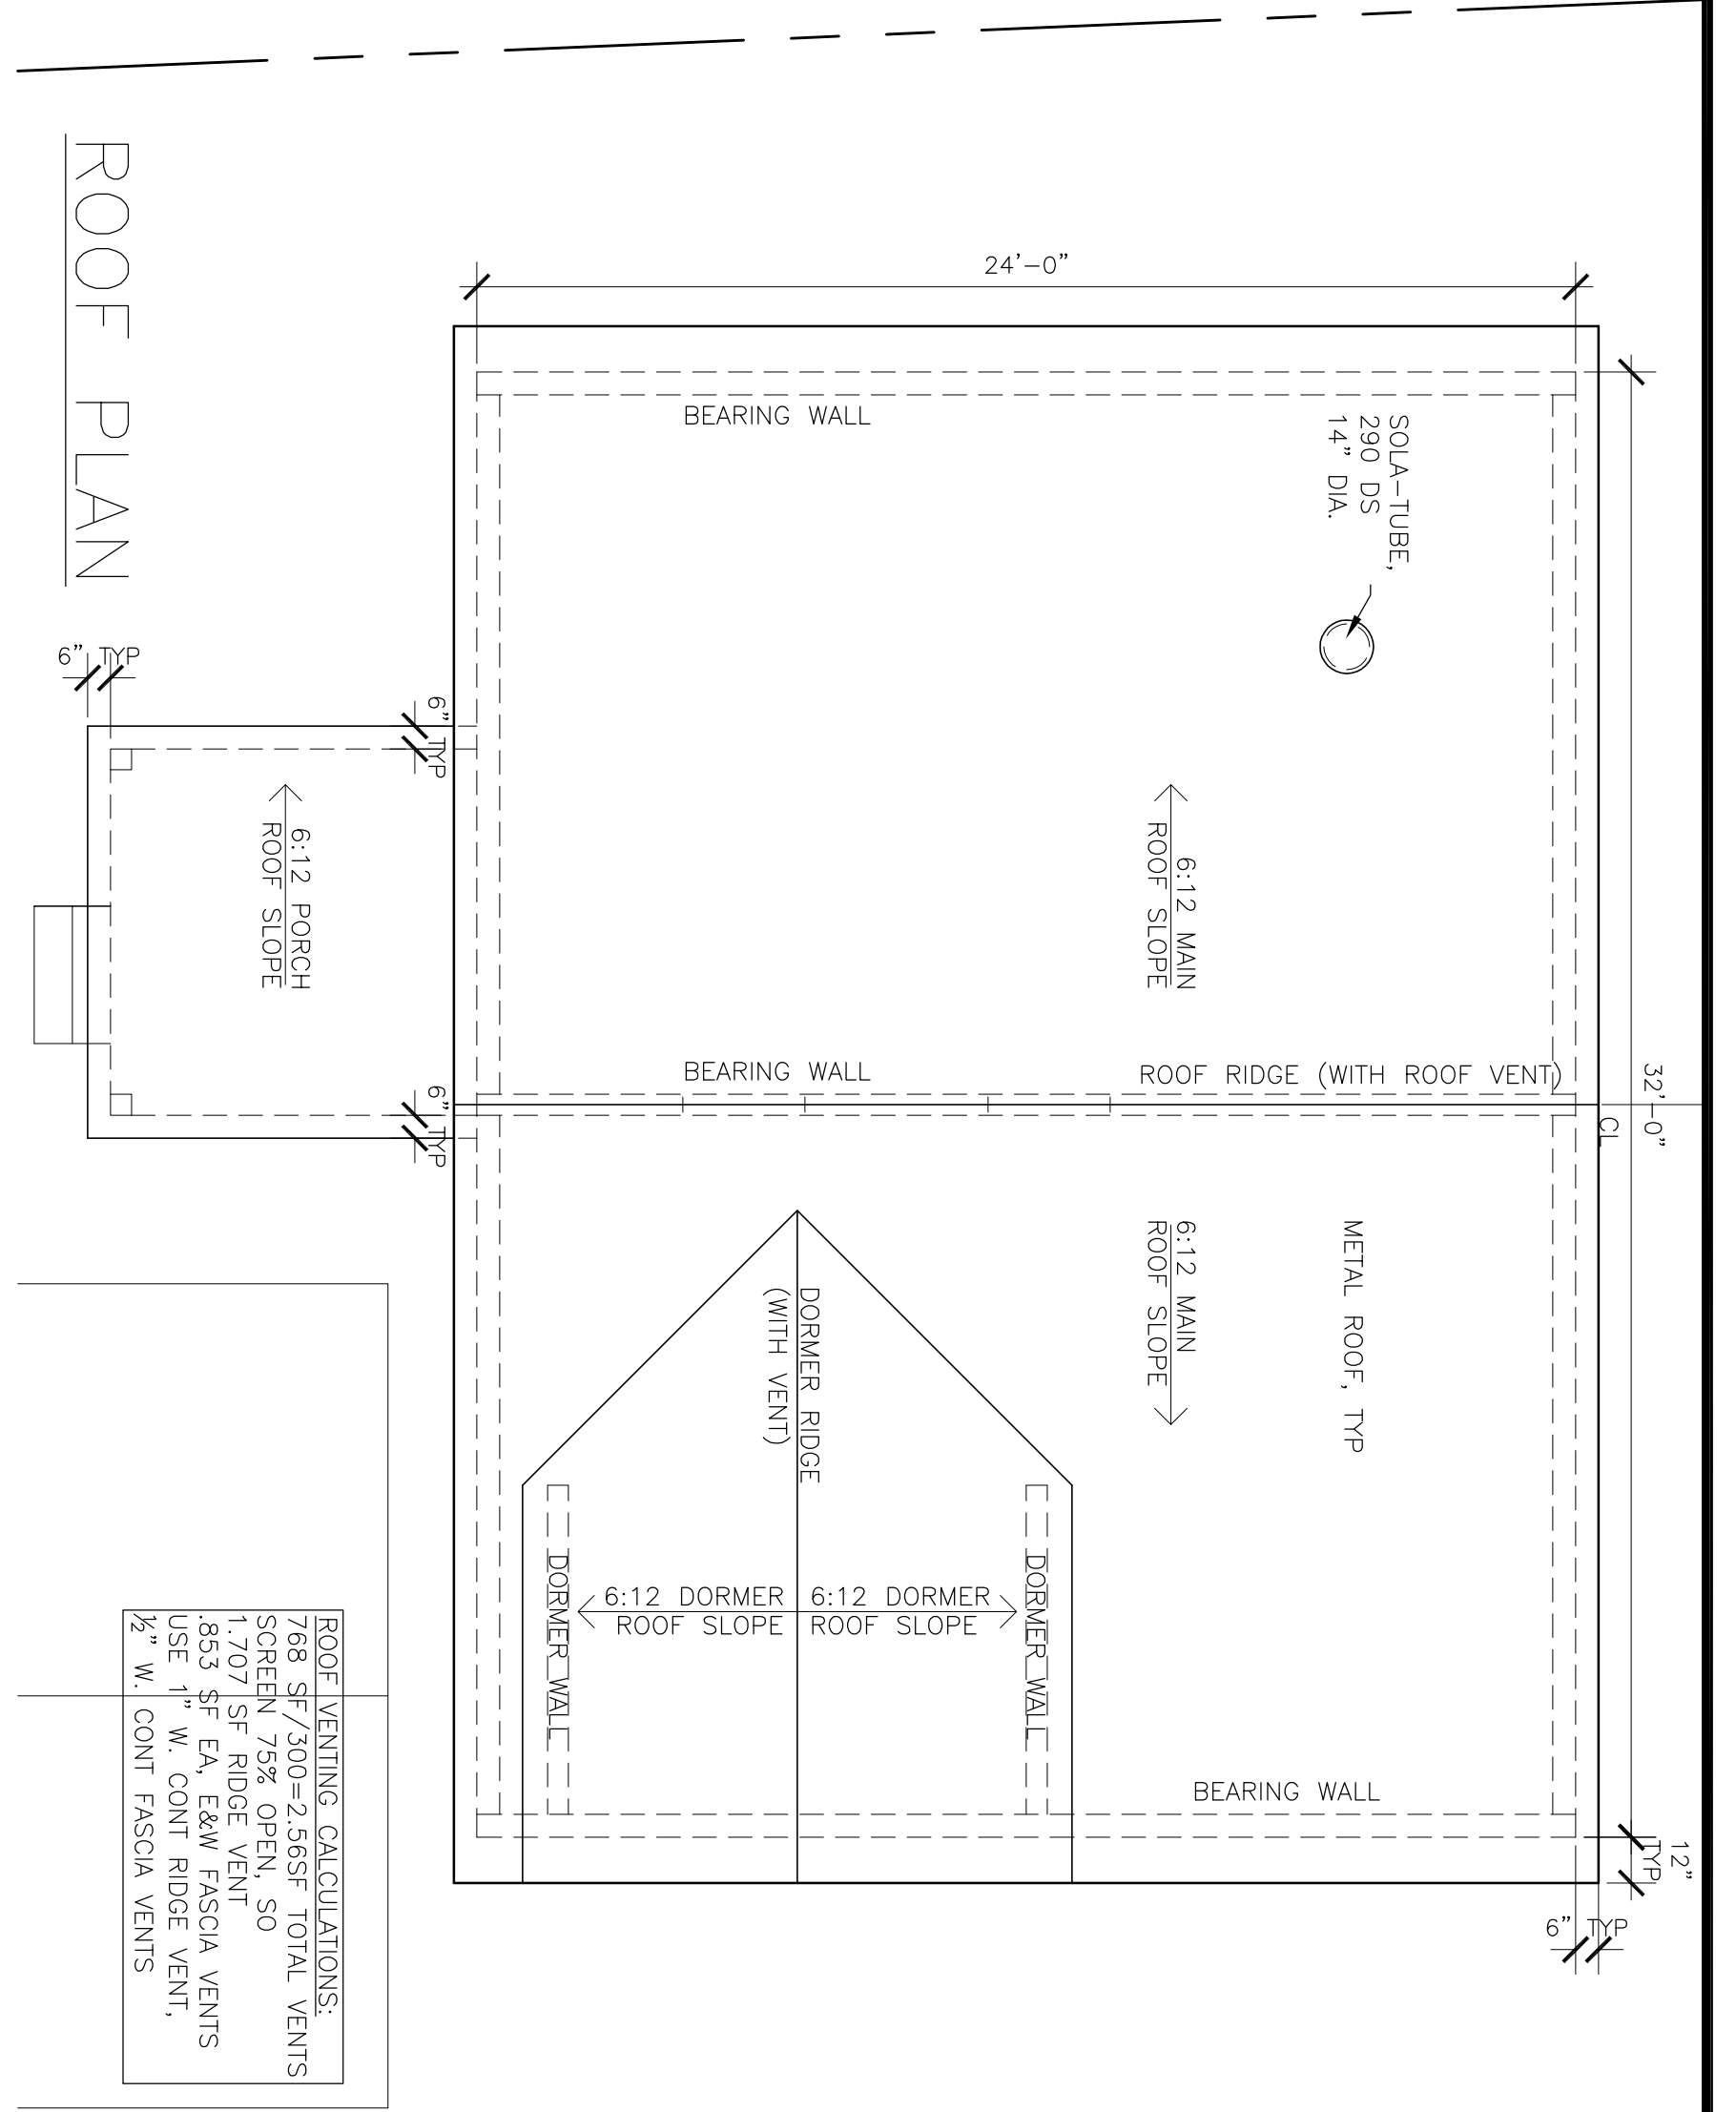 ROOF PLAN
24'-0"
BEARING WALL
SOLA-TUBE,
290 DS
14" DIA.
6" TYP
6" TYP
6:12 PORCH
ROOF SLOPE
6:12 MAIN
ROOF SLOPE
BEARING WALL
ROOF RIDGE (WITH ROOF VENT)
32'-0"
CL
6" TYP
METAL ROOF, TYP
6:12 MAIN
ROOF SLOPE
DORMER RIDGE
(WITH VENT)
DORMER WALL
6:12 DORMER
ROOF SLOPE
6:12 DORMER
ROOF SLOPE
DORMER WALL
BEARING WALL
12"
TYP
6" TYP
ROOF VENTING CALCULATIONS:
768 SF/300=2.56SF TOTAL VENTS
SCREEN 75% OPEN, SO
1.707 SF RIDGE VENT
.853 SF EA, E&W FASCIA VENTS
USE 1" W. CONT RIDGE VENT,
½" W. CONT FASCIA VENTS